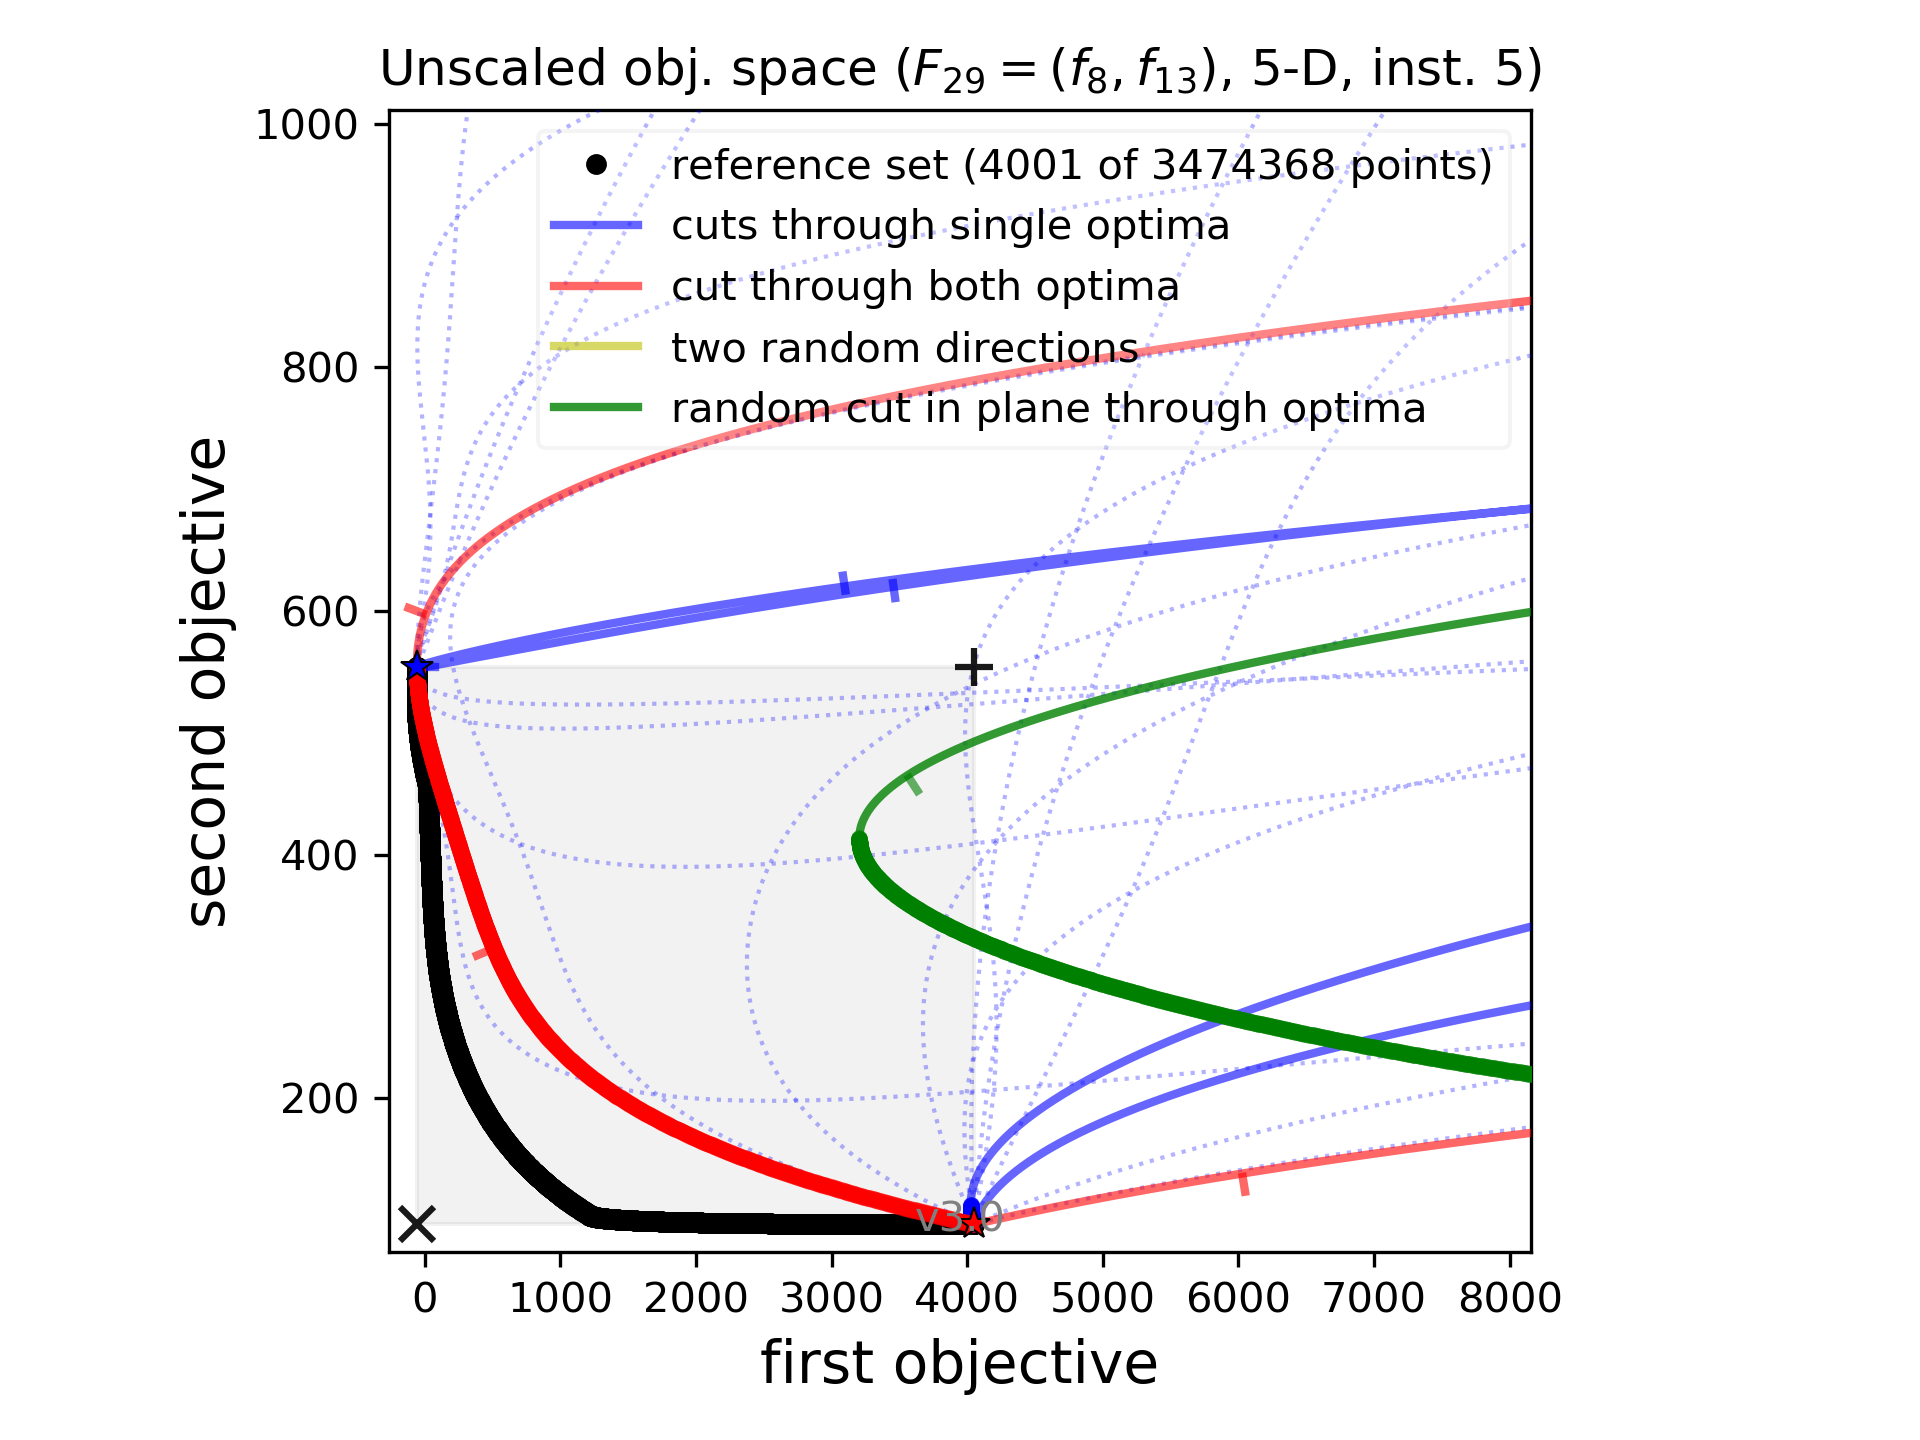 Unscaled obj. space (F₂₉ = (f₈, f₁₃), 5-D, inst. 5)
1000
800
600
400
200
second objective
reference set (4001 of 3474368 points)
cuts through single optima
cut through both optima
two random directions
random cut in plane through optima
v3.0
0 1000 2000 3000 4000 5000 6000 7000 8000
first objective